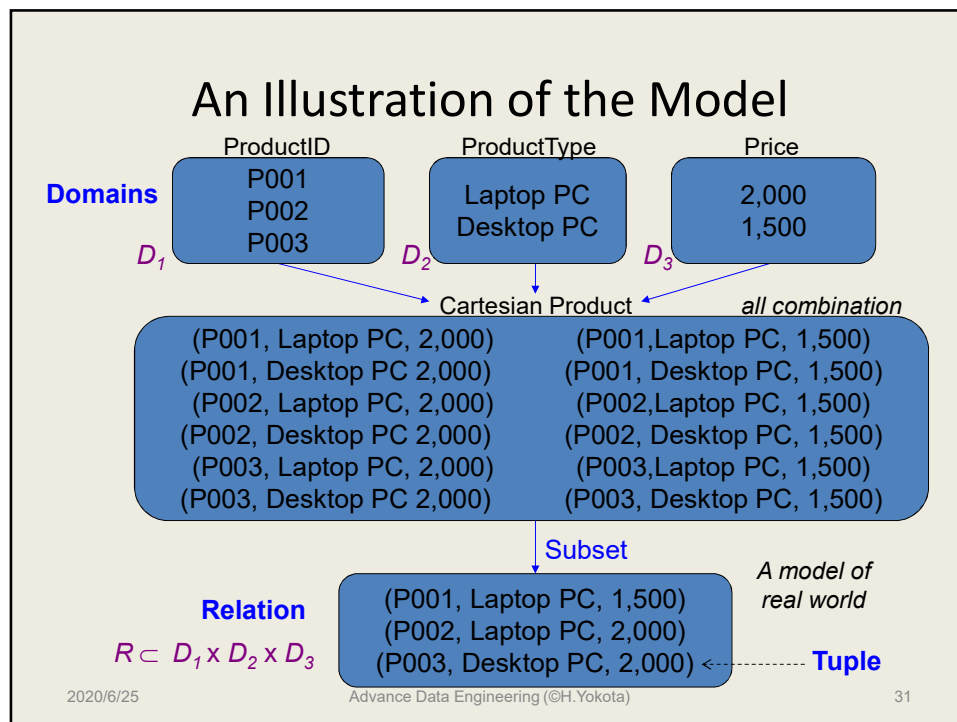 An Illustration of the Model
ProductID
ProductType
Price
Domains
P001
P002
P003
Laptop PC
Desktop PC
2,000
1,500
D1
D2
D3
Cartesian Product
all combination
(P001, Laptop PC, 2,000)
(P001,Laptop PC, 1,500)
(P001, Desktop PC 2,000)
(P001, Desktop PC, 1,500)
(P002, Laptop PC, 2,000)
(P002,Laptop PC, 1,500)
(P002, Desktop PC 2,000)
(P002, Desktop PC, 1,500)
(P003, Laptop PC, 2,000)
(P003,Laptop PC, 1,500)
(P003, Desktop PC 2,000)
(P003, Desktop PC, 1,500)
Subset
A model of
real world
Relation
R ⊂ D1 x D2 x D3
(P001, Laptop PC, 1,500)
(P002, Laptop PC, 2,000)
(P003, Desktop PC, 2,000)
Tuple
2020/6/25
Advance Data Engineering (©H.Yokota)
31